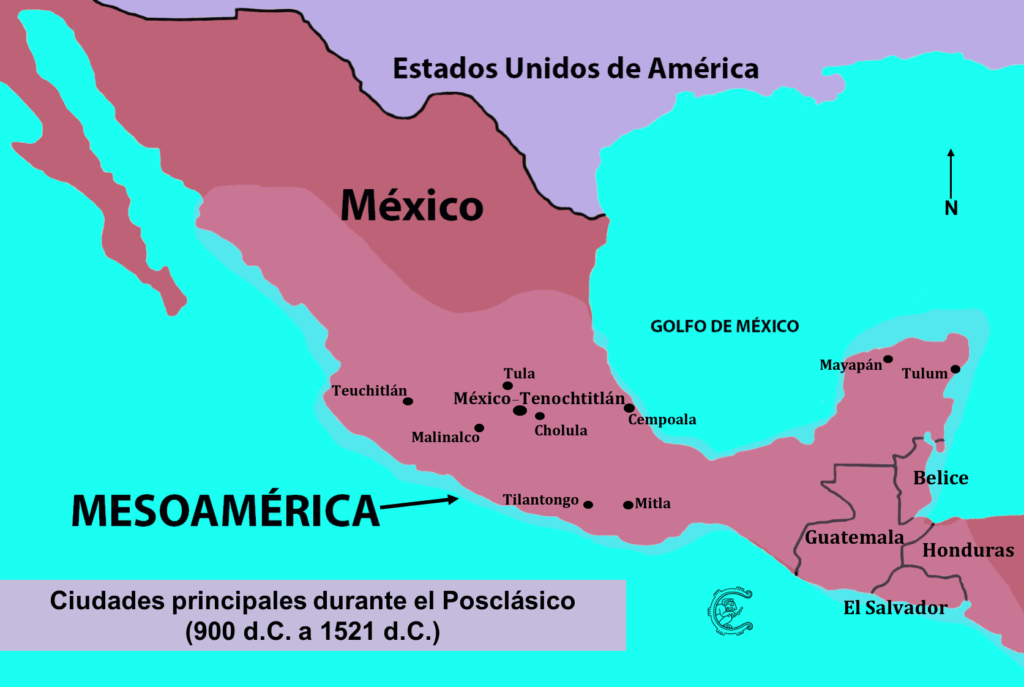 Estados Unidos de América
México
N
GOLFO DE MÉXICO
Mayapán
Tulum
Tula
Teuchitlán
México–Tenochtitlán
Cempoala
Malinalco
Cholula
Belice
MESOAMÉRICA
Tilantongo
Mitla
Guatemala
Honduras
El Salvador
Ciudades principales durante el Posclásico
(900 d.C. a 1521 d.C.)